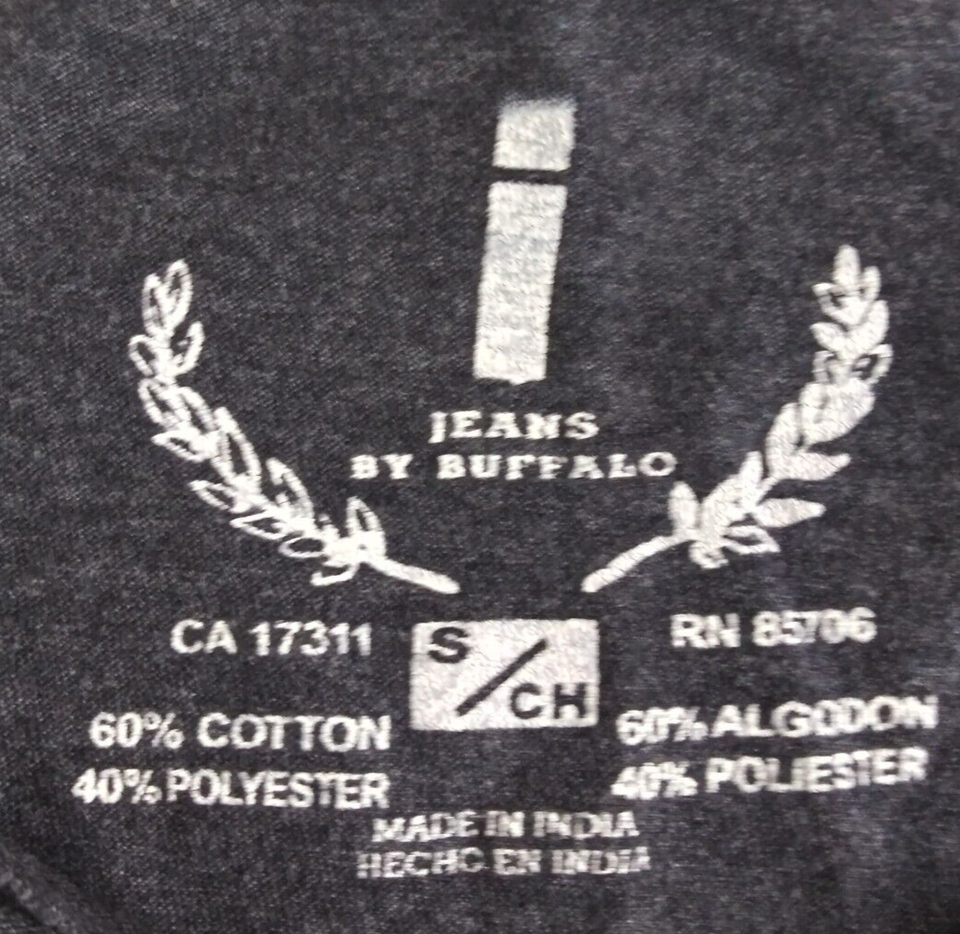 i
JEANS
BY BUFFALO
CA 17311
S/CH
RN 85706
60% COTTON
40% POLYESTER
60% ALGODON
40% POLIESTER
MADE IN INDIA
HECHO EN INDIA